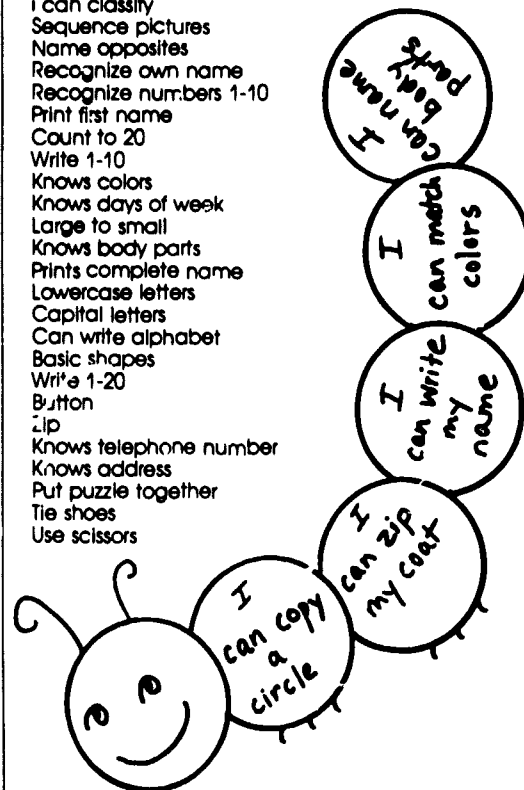 I can classify
Sequence pictures
Name opposites
Recognize own name
Recognize numbers 1-10
Print first name
Count to 20
Write 1-10
Knows colors
Knows days of week
Large to small
Knows body parts
Prints complete name
Lowercase letters
Capital letters
Can write alphabet
Basic shapes
Write 1-20
Button
Zip
Knows telephone number
Knows address
Put puzzle together
Tie shoes
Use scissors
I
can copy
a
circle
I
can zip
my coat
I
can write
my
name
I
can match
colors
I
can name
body
parts